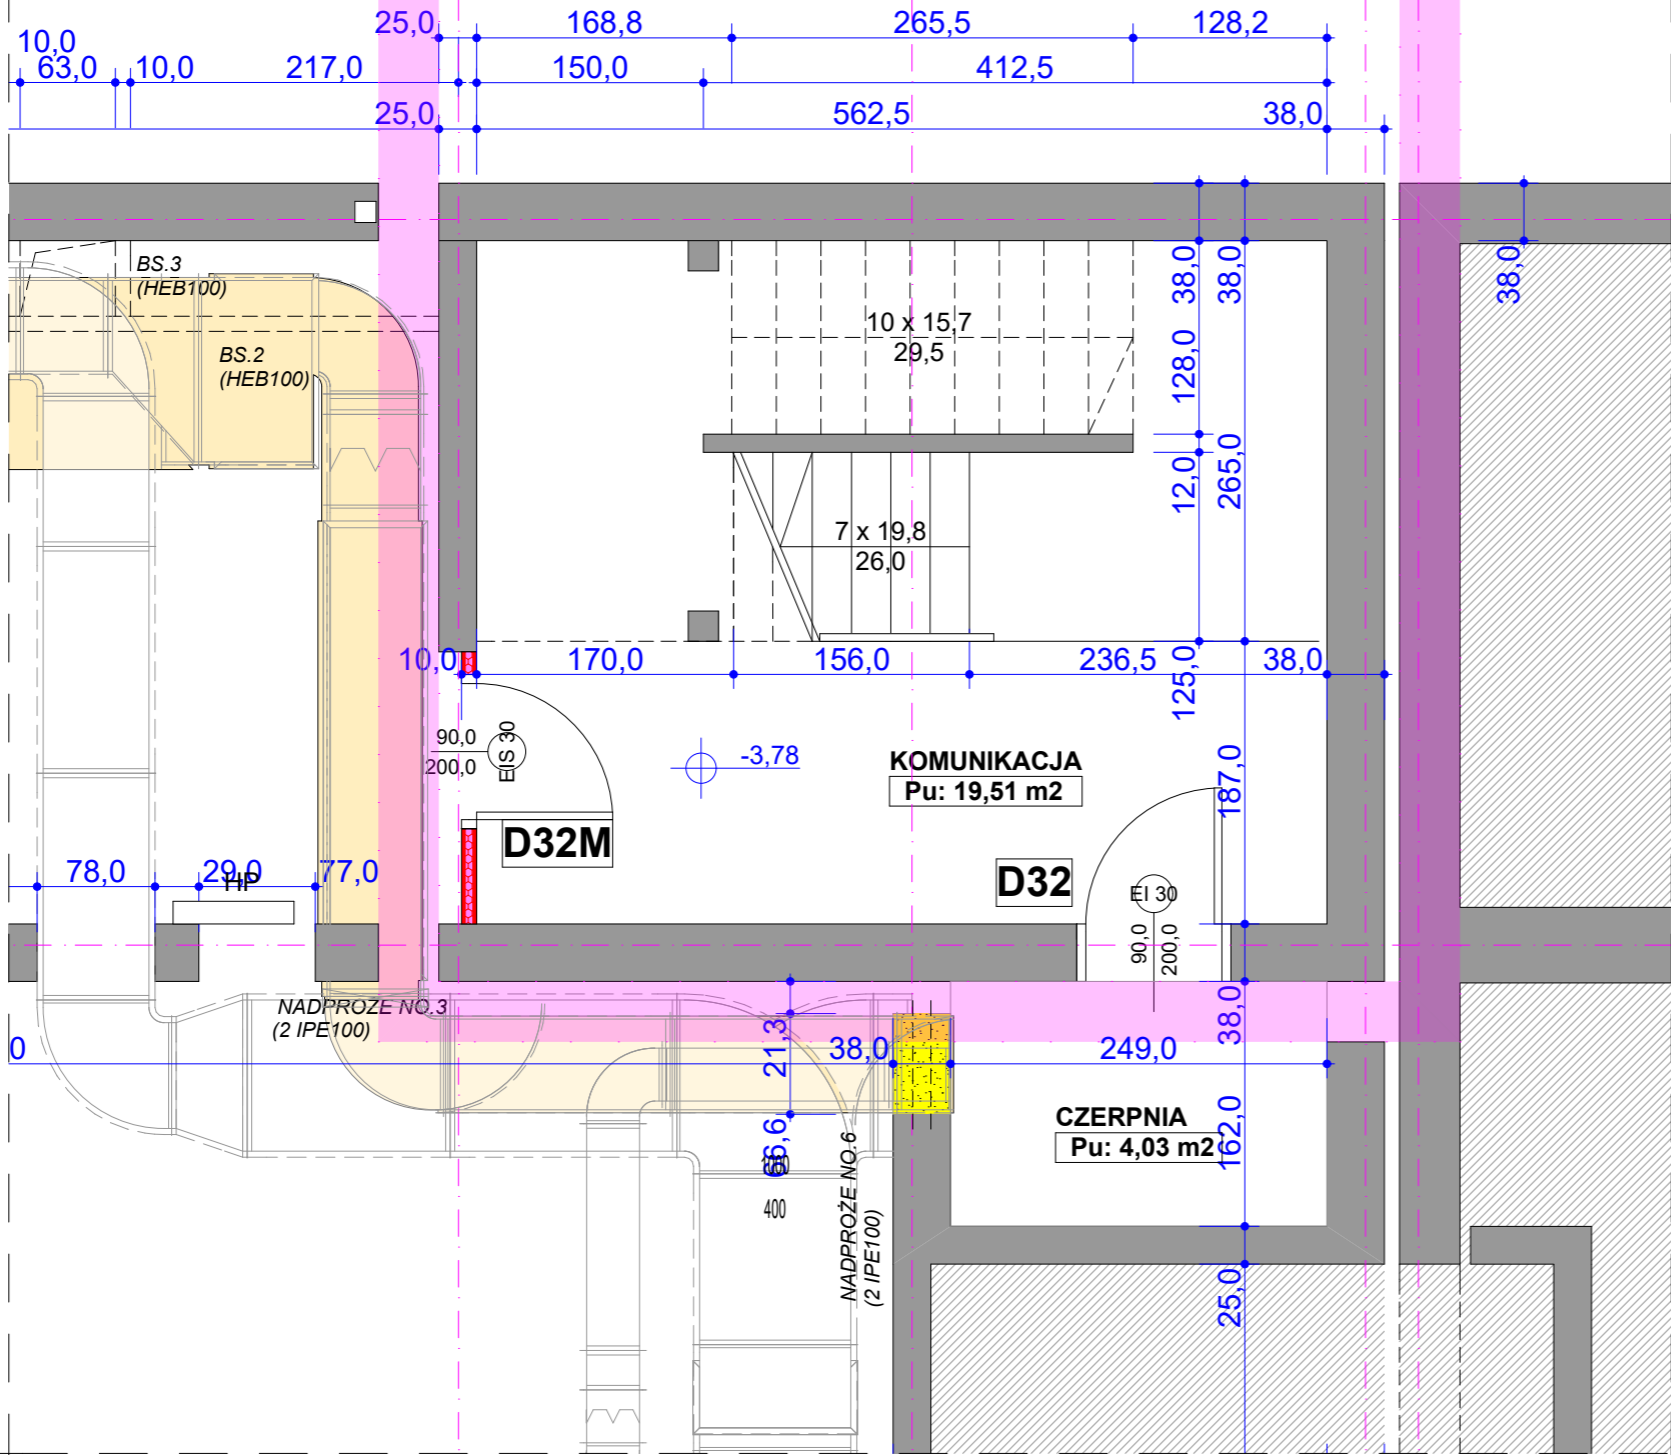 25,0 168,8 265,5 128,2
10,0
63,0 10,0 217,0 150,0 412,5
25,0 562,5 38,0
BS.3
(HEB100)
BS.2
(HEB100)
10 x 15,7
29,5
38,0 38,0 38,0
128,0
12,0 265,0
7 x 19,8
26,0
10,0 170,0 156,0 236,5 38,0
125,0
90,0
200,0
EIS 30
-3,78
KOMUNIKACJA
Pu: 19,51 m2
187,0
D32M
D32
EI 30
90,0
200,0
78,0 29,0 77,0
HP
NADPROŻE NO.3
(2 IPE100)
0
21,3
38,0
249,0
38,0
66,6
400
NADPROŻE NO.6
(2 IPE100)
CZERPNIA
Pu: 4,03 m2
162,0
25,0